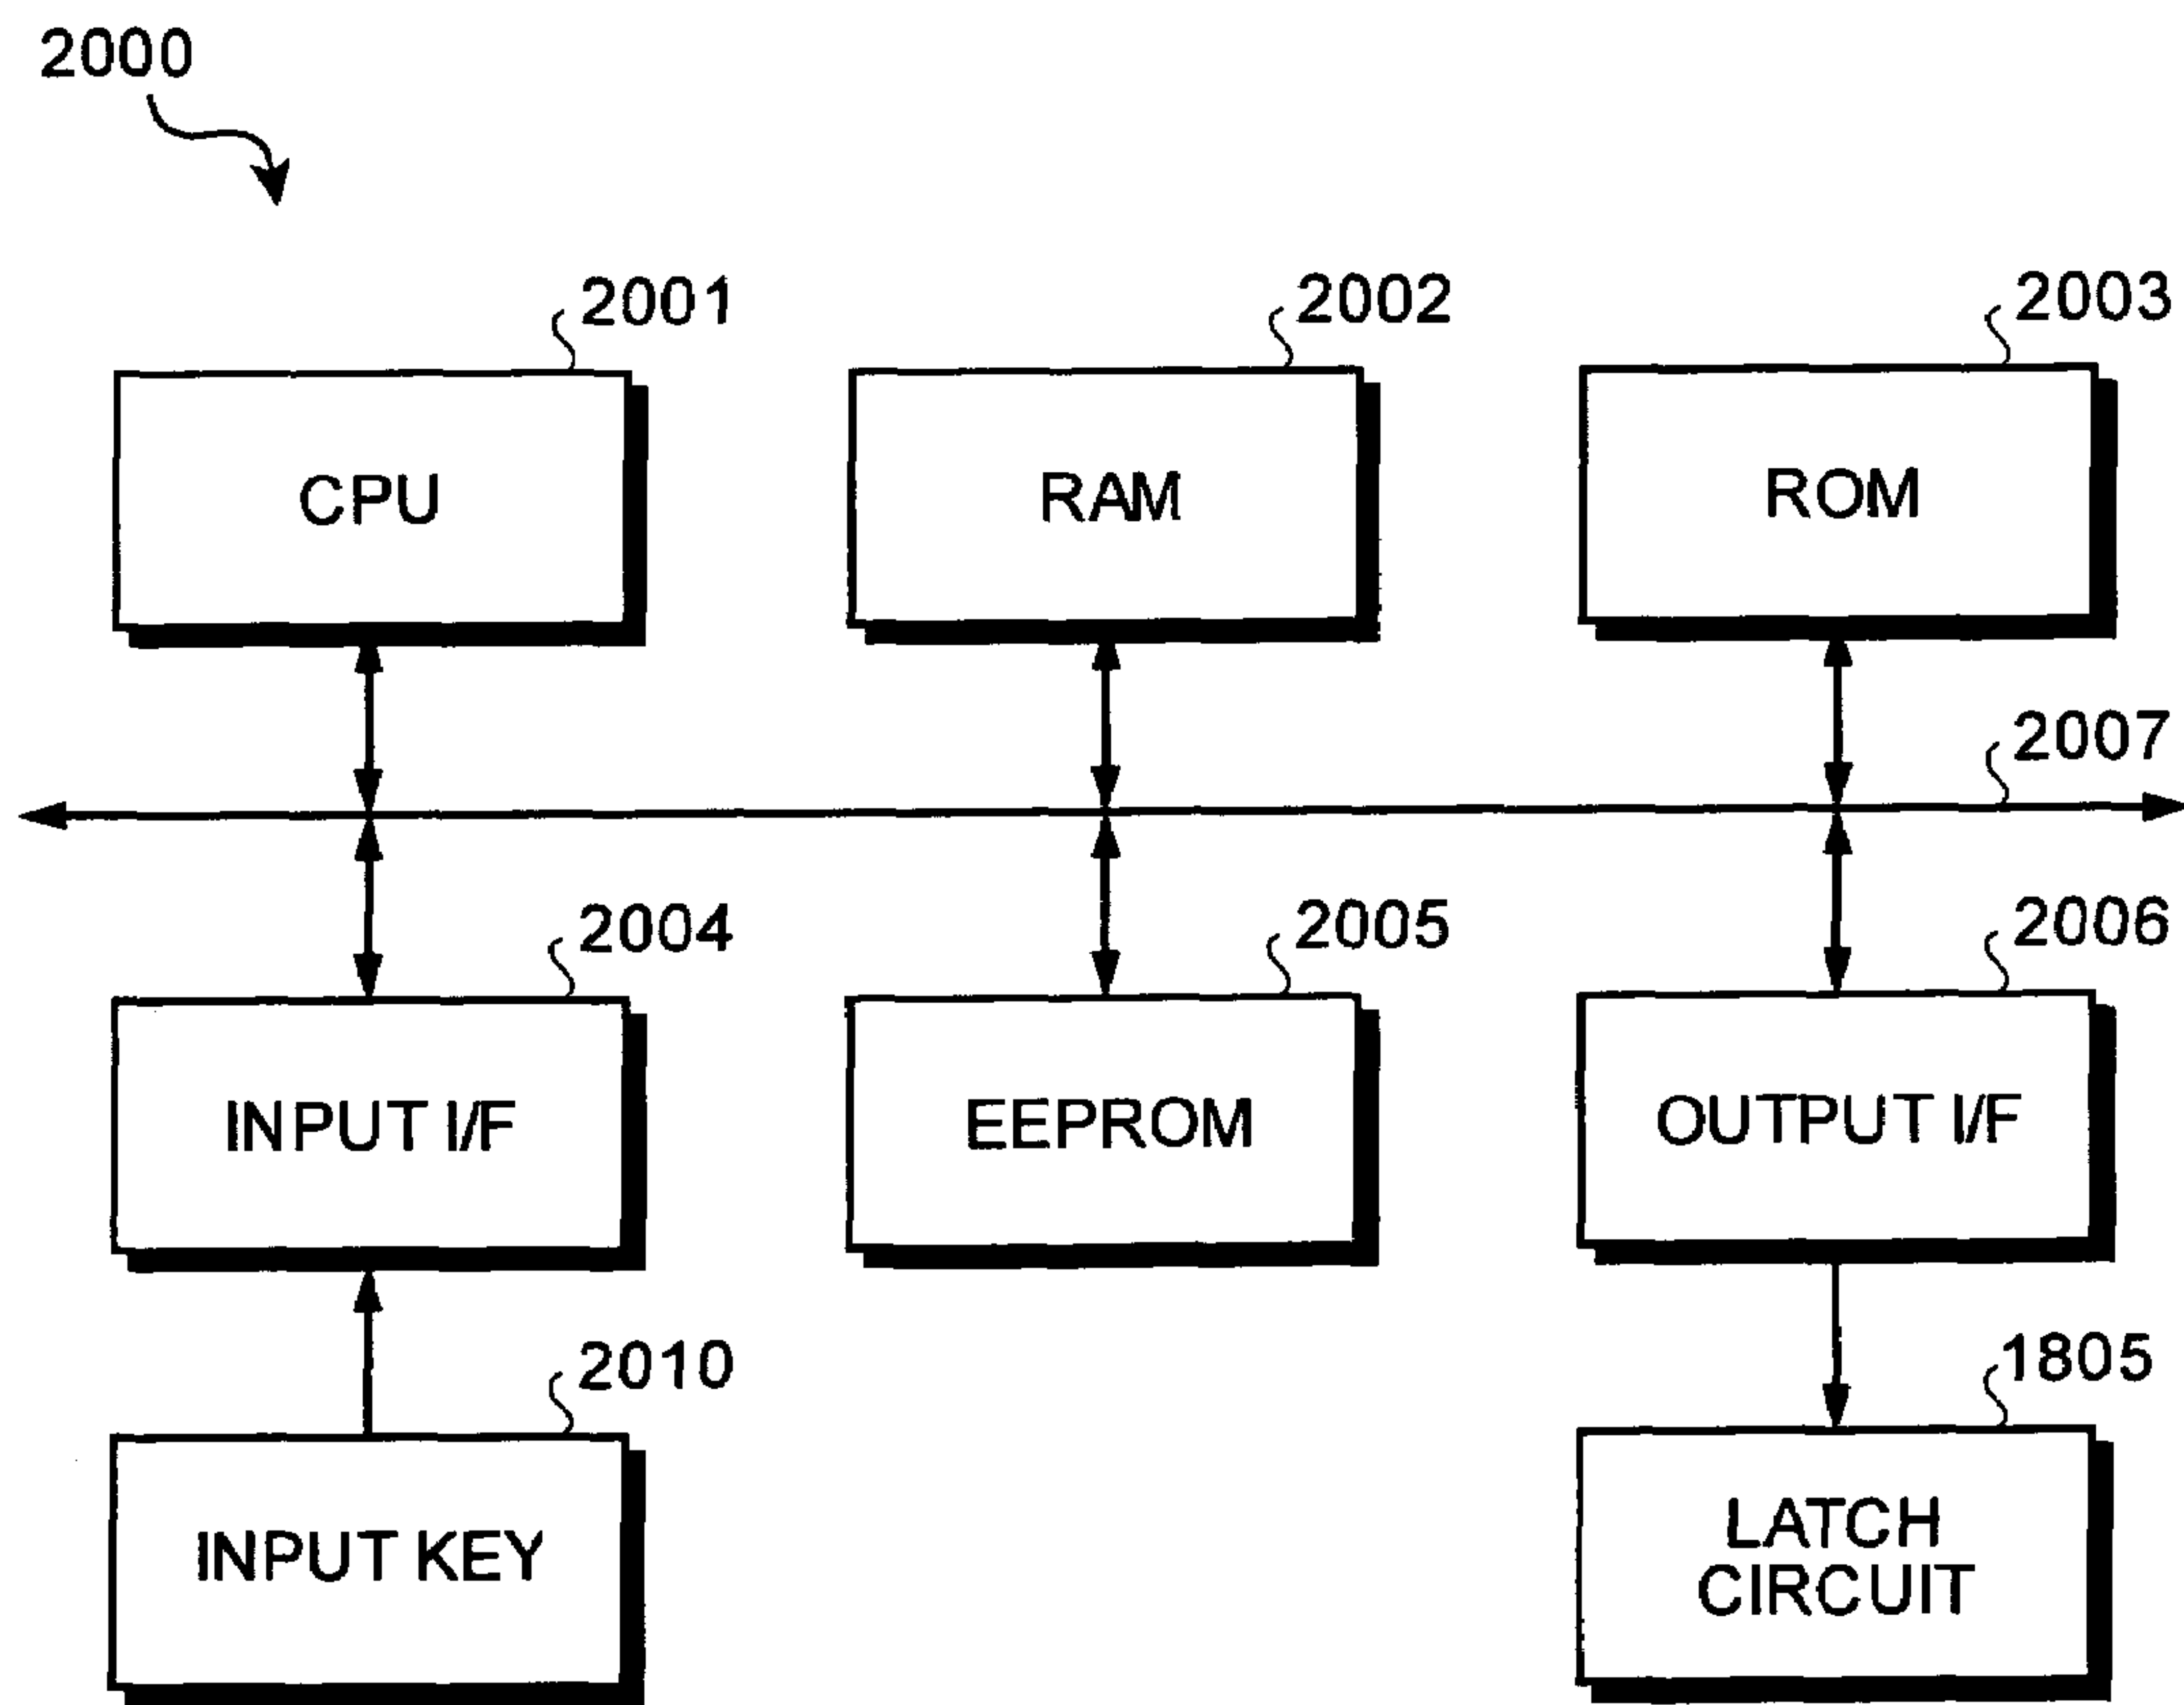 2000
2001
2002
2003
CPU
RAM
ROM
2007
2004
2005
2006
INPUT I/F
EEPROM
OUTPUT I/F
2010
1805
INPUT KEY
LATCH
CIRCUIT